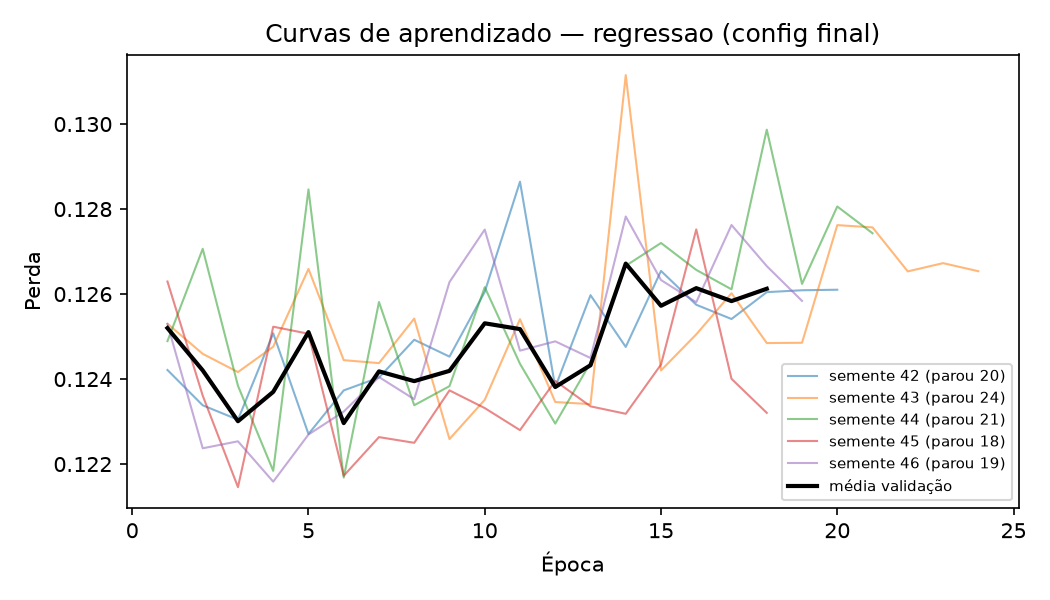 Curvas de aprendizado — regressao (config final)
Perda
0.130
0.128
0.126
0.124
0.122
0
5
10
15
20
25
Época
semente 42 (parou 20)
semente 43 (parou 24)
semente 44 (parou 21)
semente 45 (parou 18)
semente 46 (parou 19)
média validação